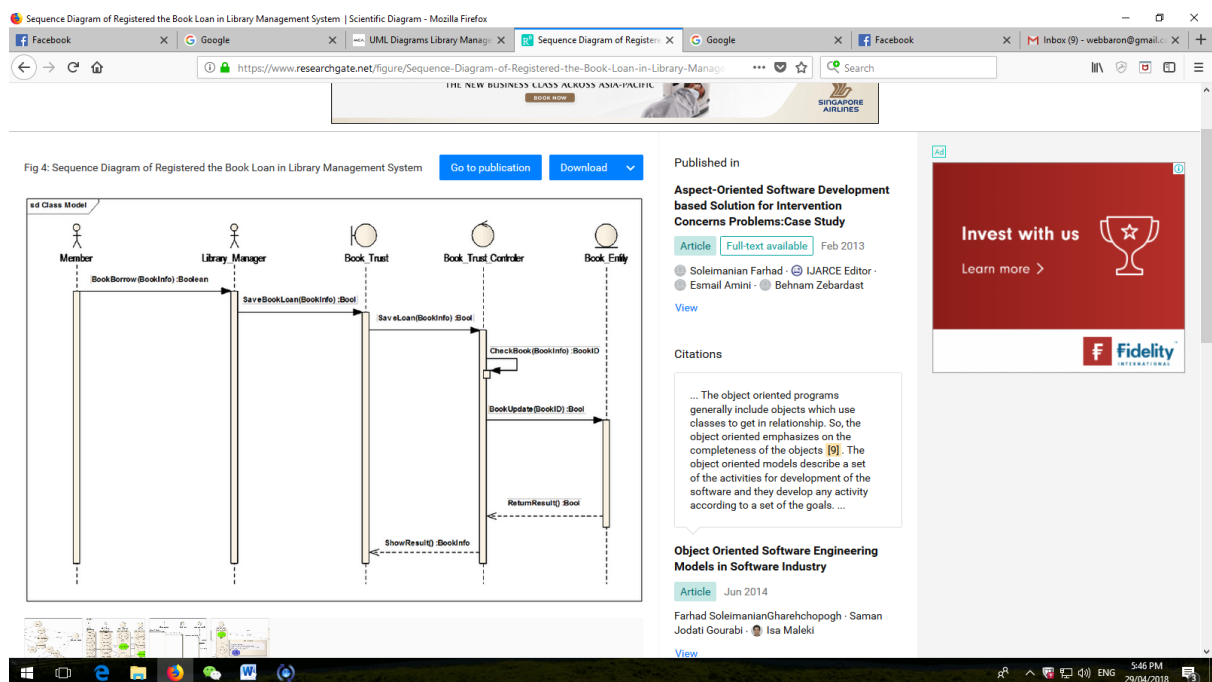 Sequence Diagram of Registered the Book Loan in Library Management System | Scientific Diagram - Mozilla Firefox
Facebook
Google
UML Diagrams Library Manage
Sequence Diagram of Registere
Google
Facebook
Inbox (9) - webbaron@gmail.c
https://www.researchgate.net/figure/Sequence-Diagram-of-Registered-the-Book-Loan-in-Library-Manag
Search
THE NEW BUSINESS CLASS ACROSS ASIA-PACIFIC
BOOK NOW
SINGAPORE
AIRLINES
Fig 4: Sequence Diagram of Registered the Book Loan in Library Management System
Go to publication
Download
sd Class Model
Member
Library_Manager
Book_Trust
Book_Trust_Controler
Book_Entity
BookBorrow(BookInfo) :Boolean
SaveBookLoan(BookInfo) :Bool
SaveLoan(BookInfo) :Bool
CheckBook(BookInfo) :BookID
BookUpdate(BookID) :Bool
ReturnResult() :Bool
ShowResult() :BookInfo
Published in
Aspect-Oriented Software Development
based Solution for Intervention
Concerns Problems:Case Study
Article
Full-text available
Feb 2013
Soleimanian Farhad · IJARCE Editor ·
Esmail Amini · Behnam Zebardast
View
Citations
... The object oriented programs
generally include objects which use
classes to get in relationship. So, the
object oriented emphasizes on the
completeness of the objects [9] . The
object oriented models describe a set
of the activities for development of the
software and they develop any activity
according to a set of the goals. ...
Object Oriented Software Engineering
Models in Software Industry
Article
Jun 2014
Farhad SoleimanianGharehchopogh · Saman
Jodati Gourabi · Isa Maleki
View
Ad
Invest with us
Learn more >
Fidelity
INTERNATIONAL
ENG
5:46 PM
29/04/2018